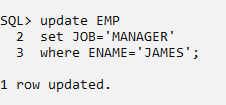 SQL> update EMP
2 set JOB='MANAGER'
3 where ENAME='JAMES';
1 row updated.